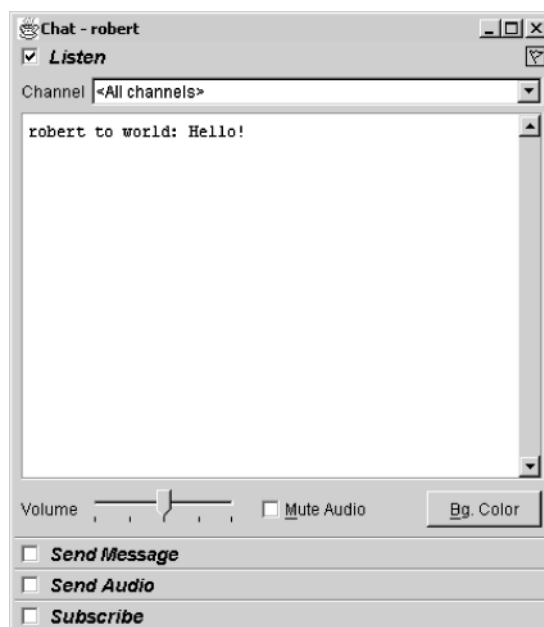 Chat - robert
Listen
Channel <All channels>
robert to world: Hello!
Volume Mute Audio Bg. Color
Send Message
Send Audio
Subscribe